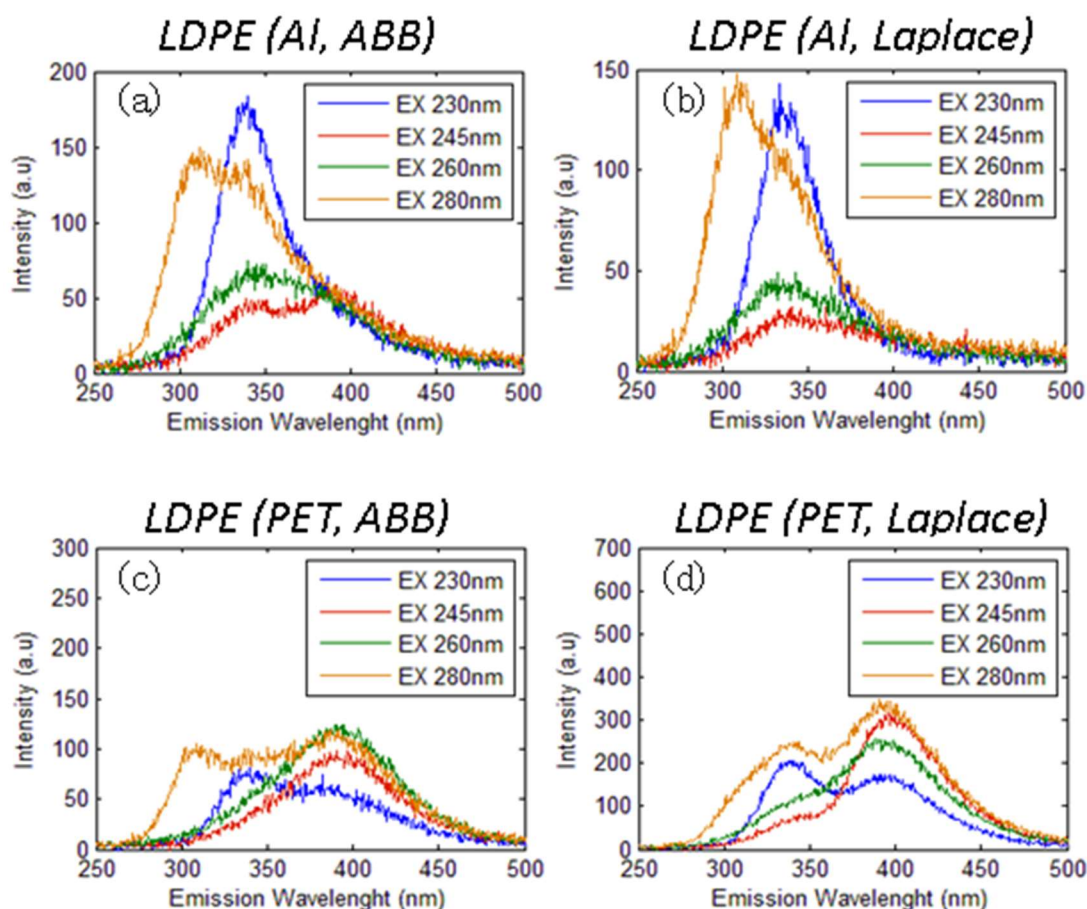 LDPE (Al, ABB)
(a)
EX 230nm
EX 245nm
EX 260nm
EX 280nm
Intensity (a.u)
200
150
100
50
0
250 300 350 400 450 500
Emission Wavelenght (nm)
LDPE (Al, Laplace)
(b)
EX 230nm
EX 245nm
EX 260nm
EX 280nm
Intensity (a.u)
150
100
50
0
250 300 350 400 450 500
Emission Wavelenght (nm)
LDPE (PET, ABB)
(c)
EX 230nm
EX 245nm
EX 260nm
EX 280nm
Intensity (a.u)
300
250
200
150
100
50
0
250 300 350 400 450 500
Emission Wavelenght (nm)
LDPE (PET, Laplace)
(d)
EX 230nm
EX 245nm
EX 260nm
EX 280nm
Intensity (a.u)
700
600
500
400
300
200
100
0
250 300 350 400 450 500
Emission Wavelenght (nm)